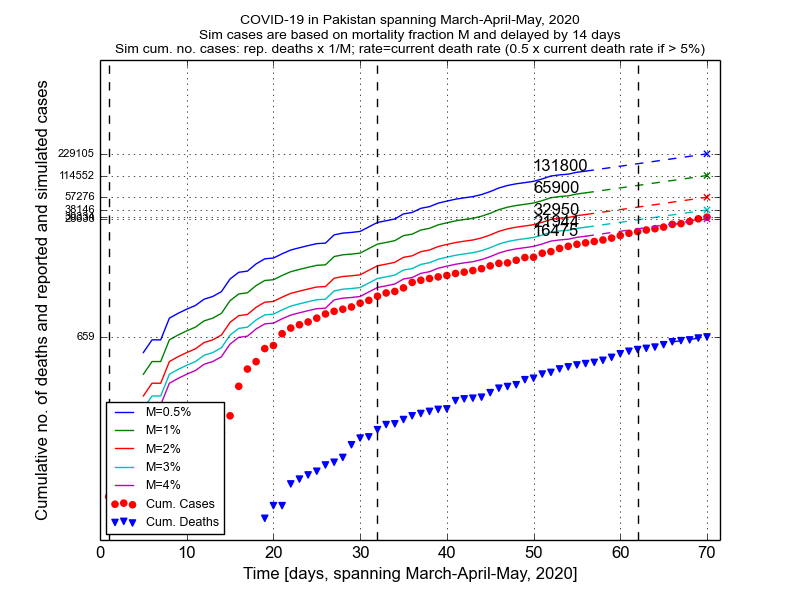 COVID-19 in Pakistan spanning March-April-May, 2020
Sim cases are based on mortality fraction M and delayed by 14 days
Sim cum. no. cases: rep. deaths x 1/M; rate=current death rate (0.5 x current death rate if > 5%)
Cumulative no. of deaths and reported and simulated cases
229105
114552
57276
38146
659
131800
65900
32950
21944
16475
M=0.5%
M=1%
M=2%
M=3%
M=4%
Cum. Cases
Cum. Deaths
0 10 20 30 40 50 60 70
Time [days, spanning March-April-May, 2020]